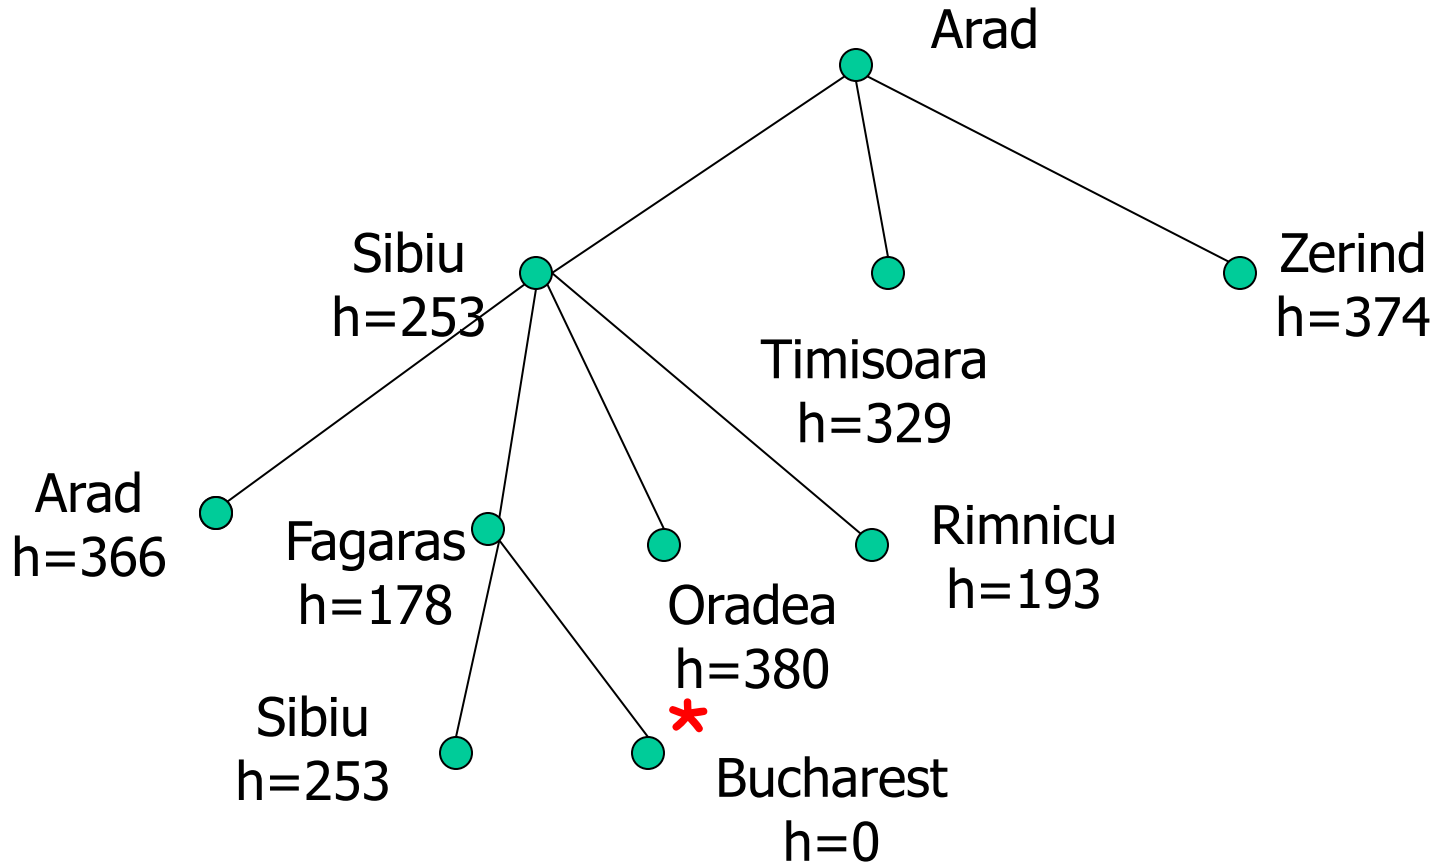 Arad
Sibiu
h=253
Zerind
h=374
Timisoara
h=329
Arad
h=366
Fagaras
h=178
Oradea
h=380
Rimnicu
h=193
Sibiu
h=253
*
Bucharest
h=0